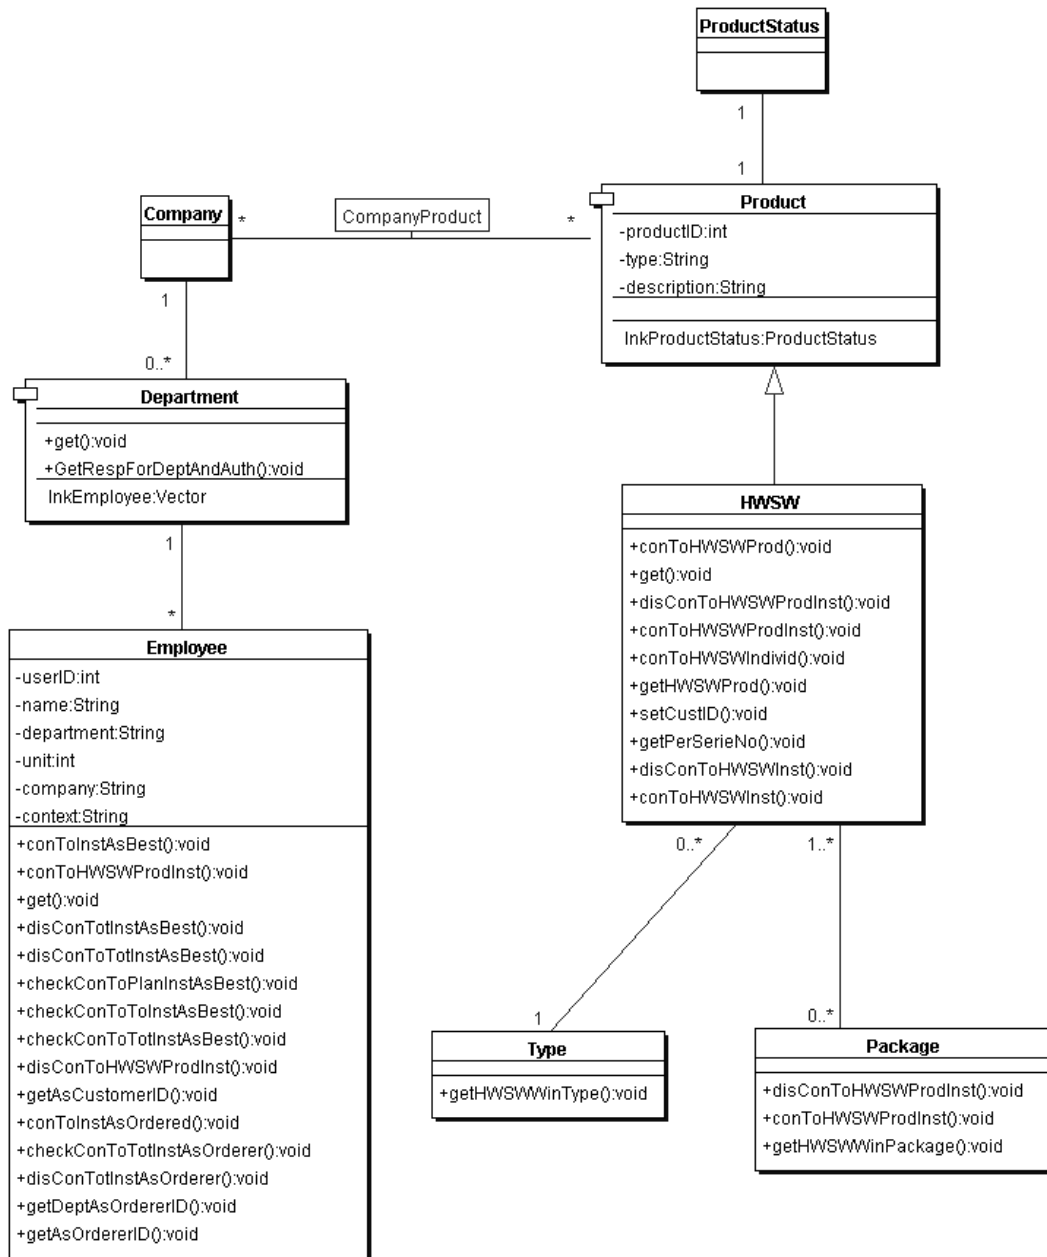 ProductStatus
1
1
Company
*
CompanyProduct
*
Product
-productID:int
-type:String
-description:String
lnkProductStatus:ProductStatus
1
0..*
Department
+get():void
+GetRespForDeptAndAuth():void
lnkEmployee:Vector
1
*
Employee
-userID:int
-name:String
-department:String
-unit:int
-company:String
-context:String
+conToInstAsBest():void
+conToHWSWProdInst():void
+get():void
+disConTotInstAsBest():void
+disConToTotInstAsBest():void
+checkConToPlanInstAsBest():void
+checkConToToInstAsBest():void
+checkConToTotInstAsBest():void
+disConToHWSWProdInst():void
+getAsCustomerID():void
+conToInstAsOrdered():void
+checkConToTotInstAsOrderer():void
+disConTotInstAsOrderer():void
+getDeptAsOrdererID():void
+getAsOrdererID():void
HWSW
+conToHWSWProd():void
+get():void
+disConToHWSWProdInst():void
+conToHWSWProdInst():void
+conToHWSWIndivid():void
+getHWSWProd():void
+setCustID():void
+getPerSerieNo():void
+disConToHWSWInst():void
+conToHWSWInst():void
0..*
1..*
1
0..*
Type
+getHWSWWinType():void
Package
+disConToHWSWProdInst():void
+conToHWSWProdInst():void
+getHWSWWinPackage():void